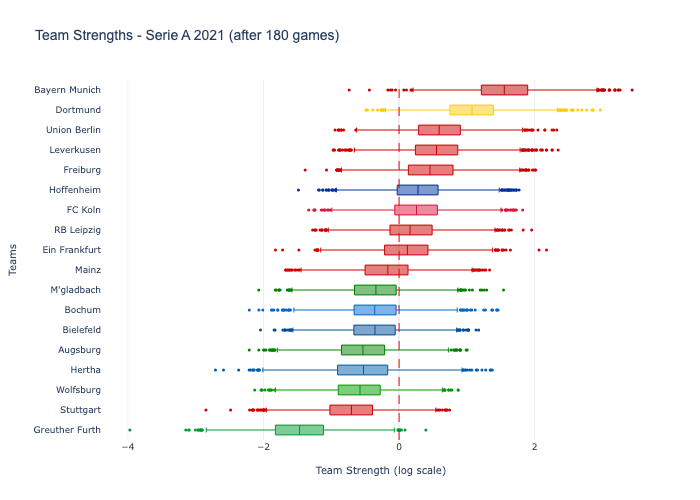 Team Strengths - Serie A 2021 (after 180 games)
Bayern Munich
Dortmund
Union Berlin
Leverkusen
Freiburg
Hoffenheim
FC Koln
RB Leipzig
Ein Frankfurt
Mainz
M'gladbach
Bochum
Bielefeld
Augsburg
Hertha
Wolfsburg
Stuttgart
Greuther Furth
Teams
−4 −2 0 2
Team Strength (log scale)